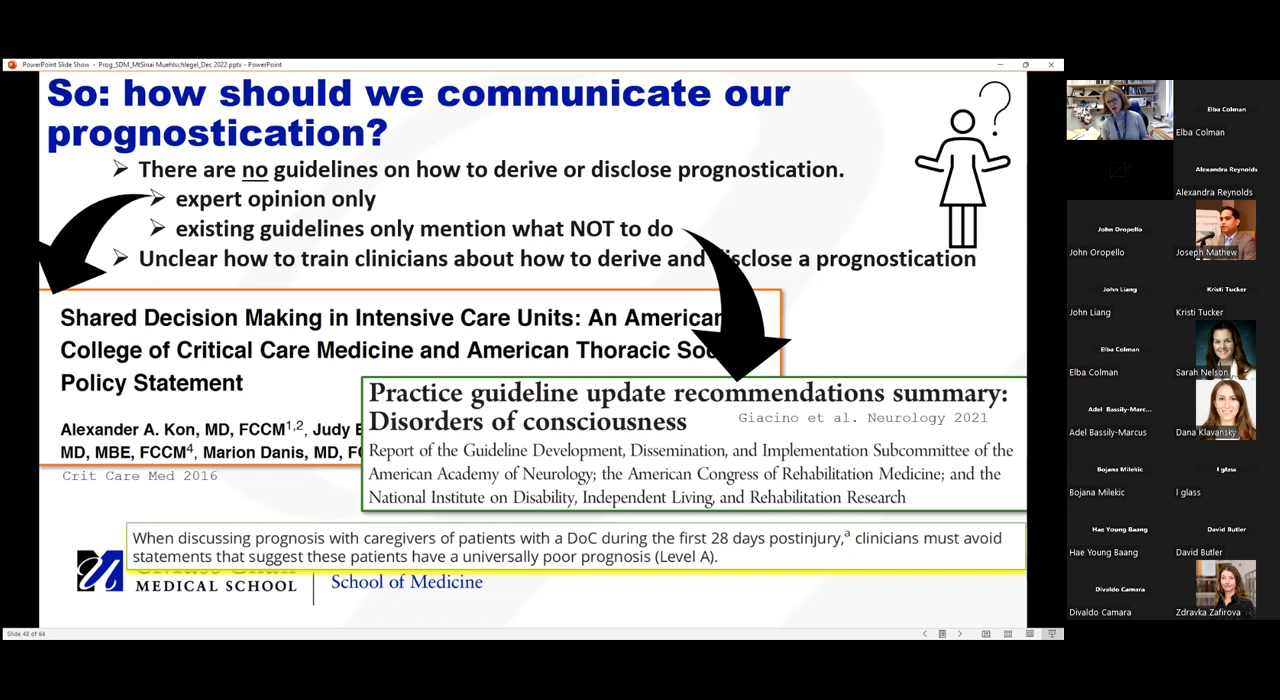 PowerPoint Slide Show - Prog_SDM_MtSinai Muehlschlegel_Dec 2022.pptx - PowerPoint
So: how should we communicate our
prognostication?
There are no guidelines on how to derive or disclose prognostication.
expert opinion only
existing guidelines only mention what NOT to do
Unclear how to train clinicians about how to derive and disclose a prognostication
Shared Decision Making in Intensive Care Units: An American
College of Critical Care Medicine and American Thoracic Soc
Policy Statement
Alexander A. Kon, MD, FCCM1,2, Judy E
MD, MBE, FCCM4, Marion Danis, MD, FC
Crit Care Med 2016
Practice guideline update recommendations summary:
Disorders of consciousness
Giacino et al. Neurology 2021
Report of the Guideline Development, Dissemination, and Implementation Subcommittee of the
American Academy of Neurology; the American Congress of Rehabilitation Medicine; and the
National Institute on Disability, Independent Living, and Rehabilitation Research
When discussing prognosis with caregivers of patients with a DoC during the first 28 days postinjury,a clinicians must avoid
statements that suggest these patients have a universally poor prognosis (Level A).
MEDICAL SCHOOL
School of Medicine
Slide 48 of 64
Elba Colman
Elba Colman
Alexandra Reynolds
Alexandra Reynolds
John Oropello
John Oropello
Joseph Mathew
John Liang
John Liang
Kristi Tucker
Kristi Tucker
Elba Colman
Elba Colman
Sarah Nelson
Adel Bassily-Marc...
Adel Bassily-Marcus
Dana Klavansky
Bojana Milekic
Bojana Milekic
l glass
l glass
Hae Young Baang
Hae Young Baang
David Butler
David Butler
Divaldo Camara
Divaldo Camara
Zdravka Zafirova